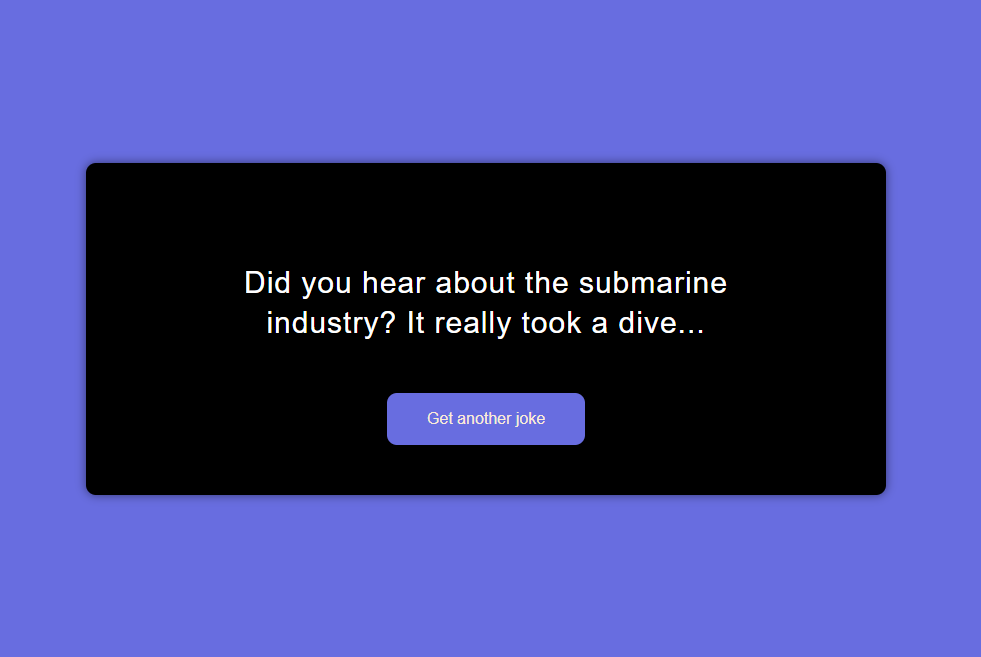 Did you hear about the submarine
industry? It really took a dive...
Get another joke